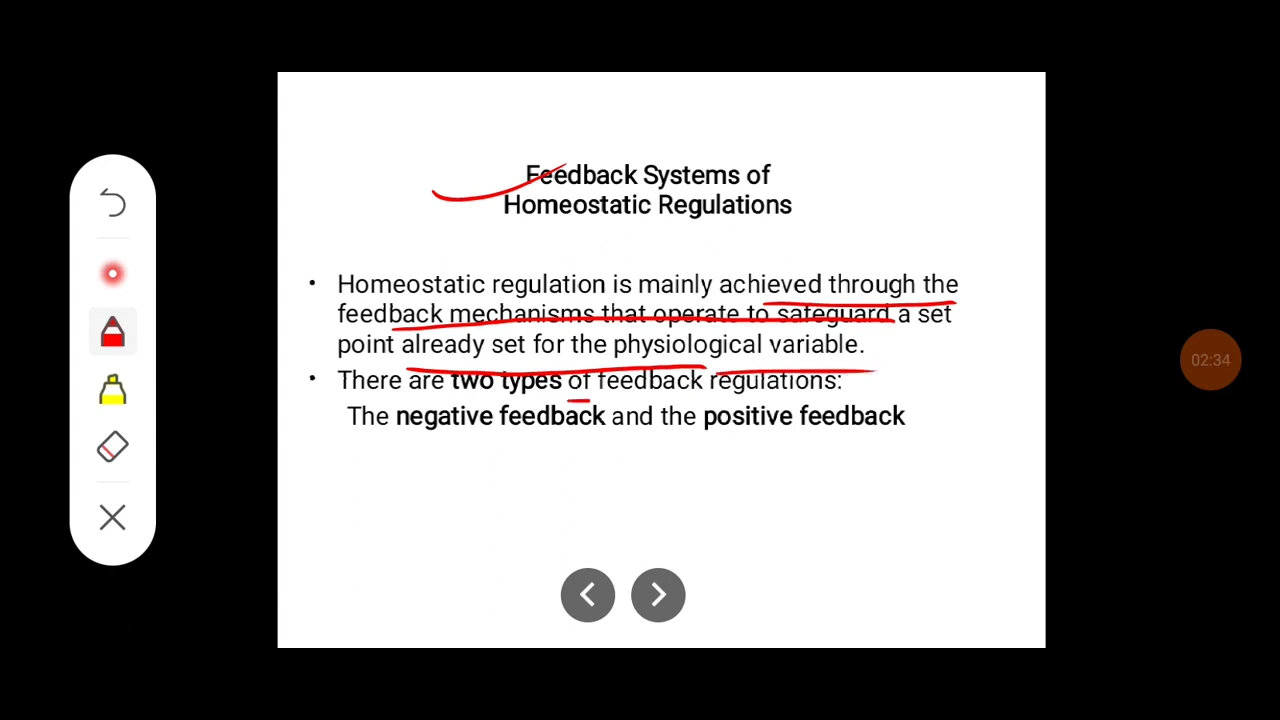 Feedback Systems of
Homeostatic Regulations
• Homeostatic regulation is mainly achieved through the
feedback mechanisms that operate to safeguard a set
point already set for the physiological variable.
• There are two types of feedback regulations:
The negative feedback and the positive feedback
02:34